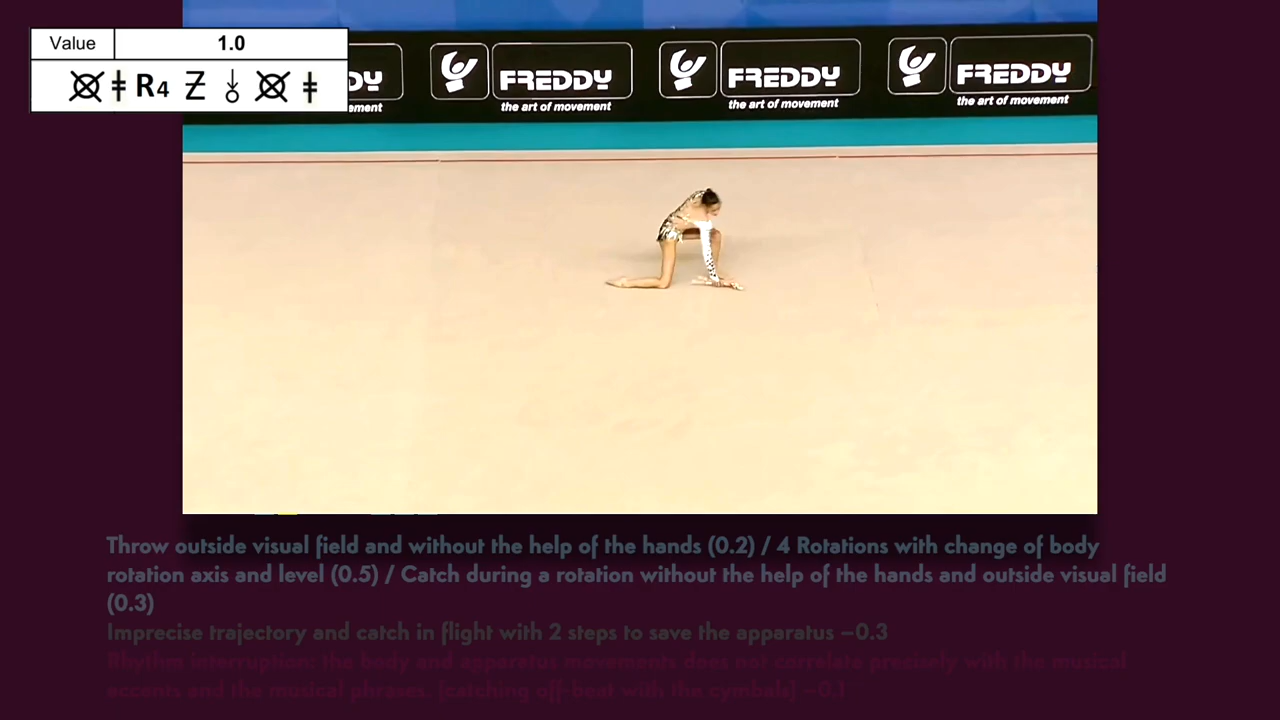 Value 1.0
R4 Z
DY FREDDY FREDDY FREDDY
ement the art of movement the art of movement the art of movement
Throw outside visual field and without the help of the hands (0.2) / 4 Rotations with change of body
rotation axis and level (0.5) / Catch during a rotation without the help of the hands and outside visual field
(0.3)
Imprecise trajectory and catch in flight with 2 steps to save the apparatus –0.3
Rhythm interruption: the body and apparatus movements does not correlate precisely with the musical
accents and the musical phrases. [catching off-beat with the cymbals] –0.1